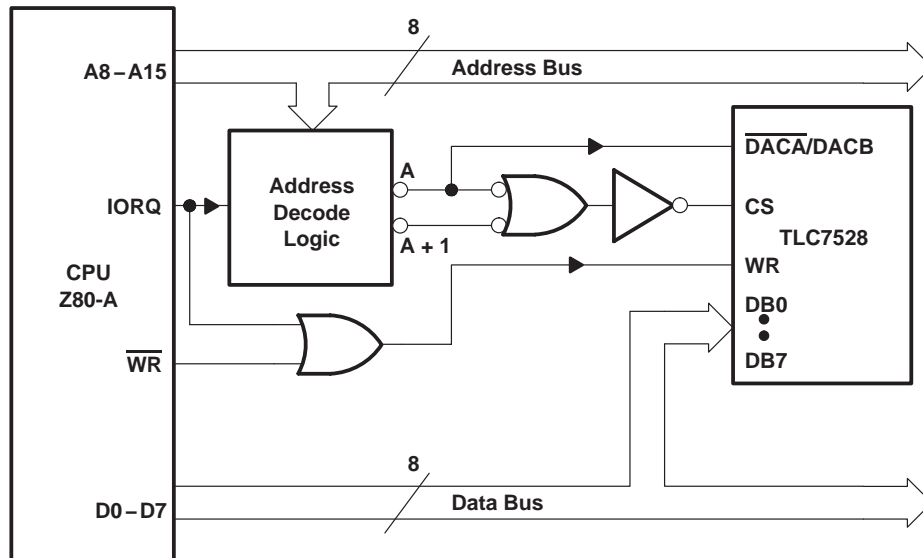 8
A8–A15
Address Bus
A
DACA/DACB
Address
Decode
Logic
IORQ
CS
A + 1
TLC7528
CPU
Z80-A
WR
DB0
WR
DB7
8
D0–D7
Data Bus